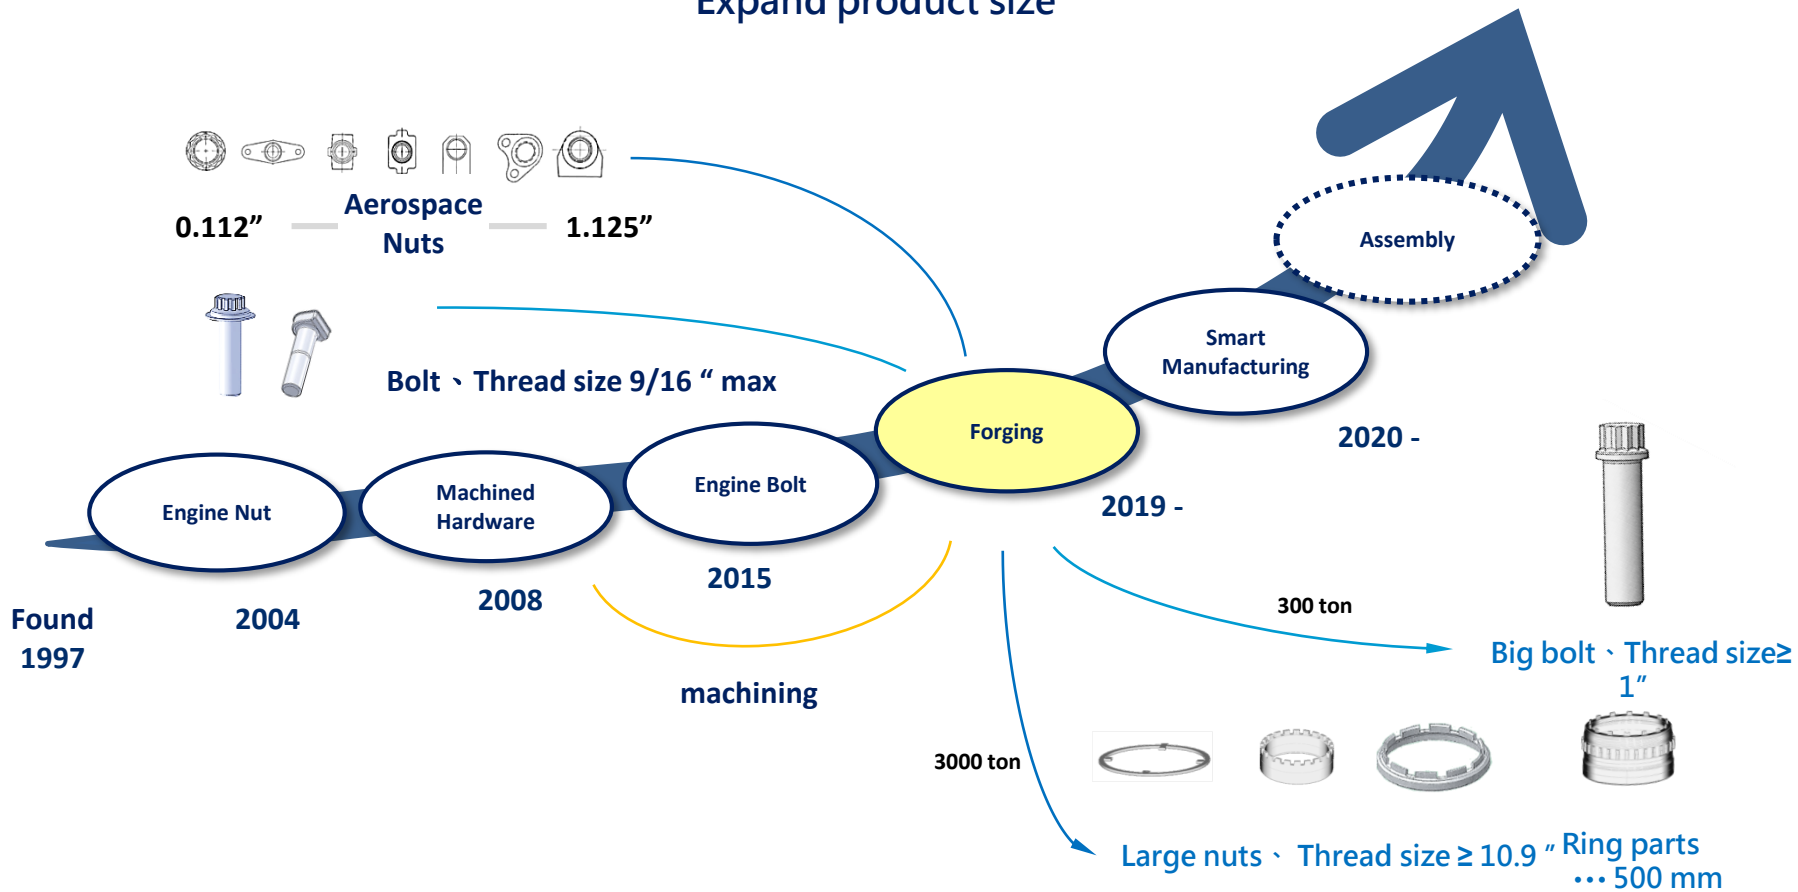 Expand product size
Aerospace
Nuts
0.112”
1.125”
Bolt、Thread size 9/16 “ max
Assembly
Smart
Manufacturing
Forging
Engine Bolt
Machined
Hardware
Engine Nut
2020 -
2019 -
2015
2008
2004
Found
1997
machining
300 ton
Big bolt、Thread size≥
1”
3000 ton
Large nuts、 Thread size ≥ 10.9 ”
Ring parts
… 500 mm